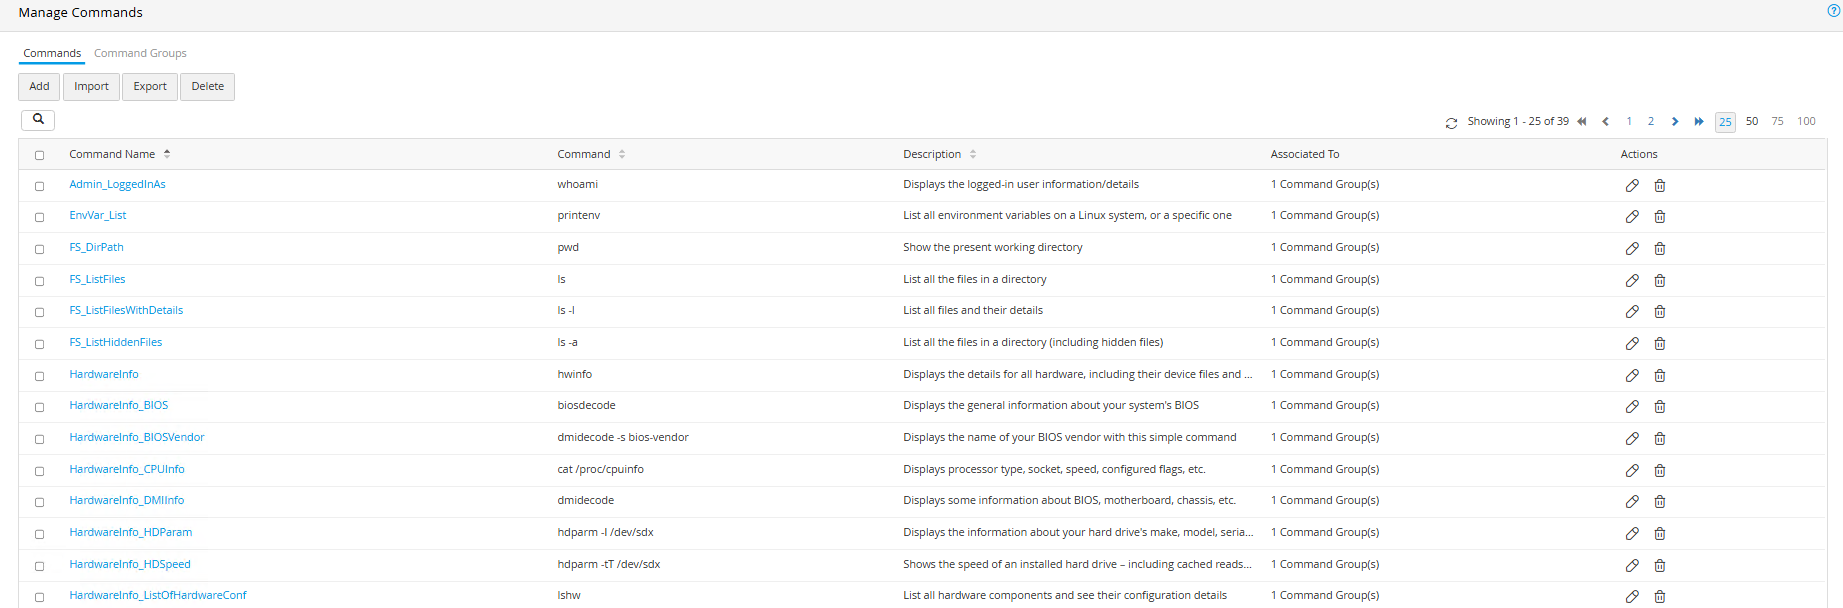 Manage Commands
Commands Command Groups
Add Import Export Delete
Showing 1 - 25 of 39 1 2 25 50 75 100
Command Name Command Description Associated To Actions
Admin_LoggedInAs whoami Displays the logged-in user information/details 1 Command Group(s)
EnvVar_List printenv List all environment variables on a Linux system, or a specific one 1 Command Group(s)
FS_DirPath pwd Show the present working directory 1 Command Group(s)
FS_ListFiles ls List all the files in a directory 1 Command Group(s)
FS_ListFilesWithDetails ls -l List all files and their details 1 Command Group(s)
FS_ListHiddenFiles ls -a List all the files in a directory (including hidden files) 1 Command Group(s)
HardwareInfo hwinfo Displays the details for all hardware, including their device files and ... 1 Command Group(s)
HardwareInfo_BIOS biosdecode Displays the general information about your system's BIOS 1 Command Group(s)
HardwareInfo_BIOSVendor dmidecode -s bios-vendor Displays the name of your BIOS vendor with this simple command 1 Command Group(s)
HardwareInfo_CPUInfo cat /proc/cpuinfo Displays processor type, socket, speed, configured flags, etc. 1 Command Group(s)
HardwareInfo_DMIInfo dmidecode Displays some information about BIOS, motherboard, chassis, etc. 1 Command Group(s)
HardwareInfo_HDParam hdparm -I /dev/sdx Displays the information about your hard drive's make, model, seria... 1 Command Group(s)
HardwareInfo_HDSpeed hdparm -tT /dev/sdx Shows the speed of an installed hard drive – including cached reads... 1 Command Group(s)
HardwareInfo_ListOfHardwareConf lshw List all hardware components and see their configuration details 1 Command Group(s)